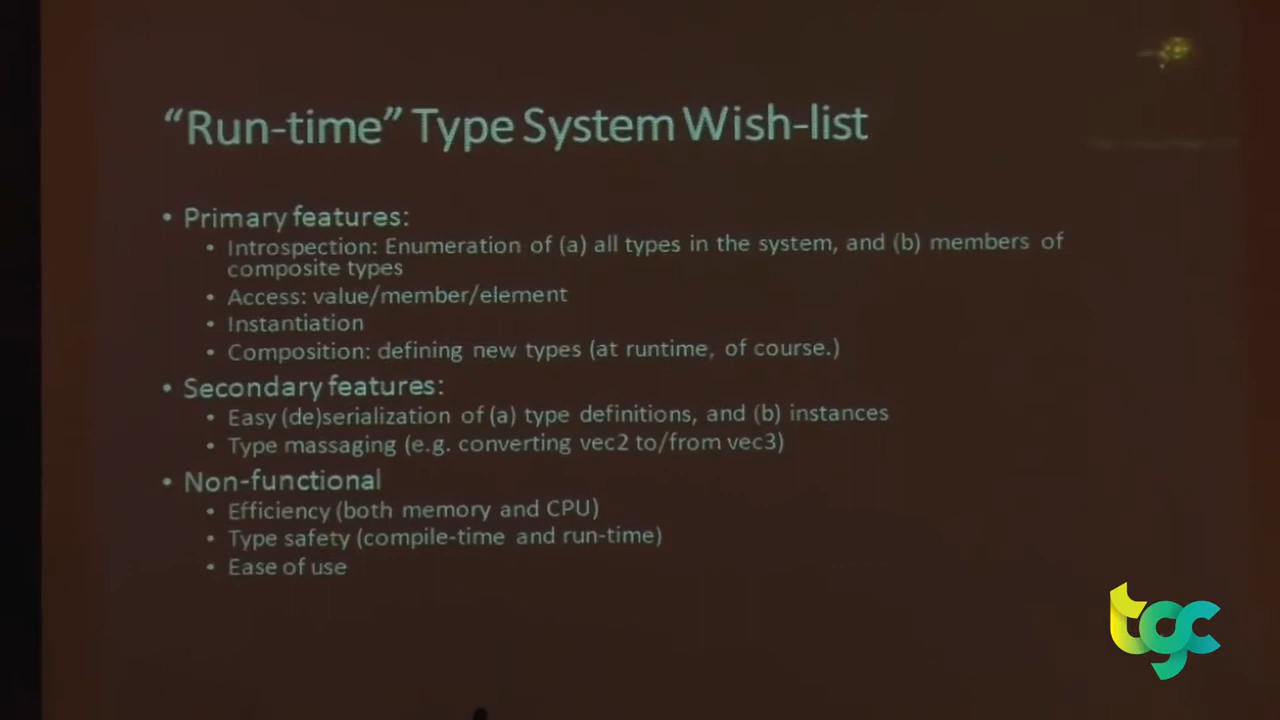 “Run-time” Type System Wish-list
• Primary features:
• Introspection: Enumeration of (a) all types in the system, and (b) members of
composite types
• Access: value/member/element
• Instantiation
• Composition: defining new types (at runtime, of course.)
• Secondary features:
• Easy (de)serialization of (a) type definitions, and (b) instances
• Type massaging (e.g. converting vec2 to/from vec3)
• Non-functional
• Efficiency (both memory and CPU)
• Type safety (compile-time and run-time)
• Ease of use
tgc